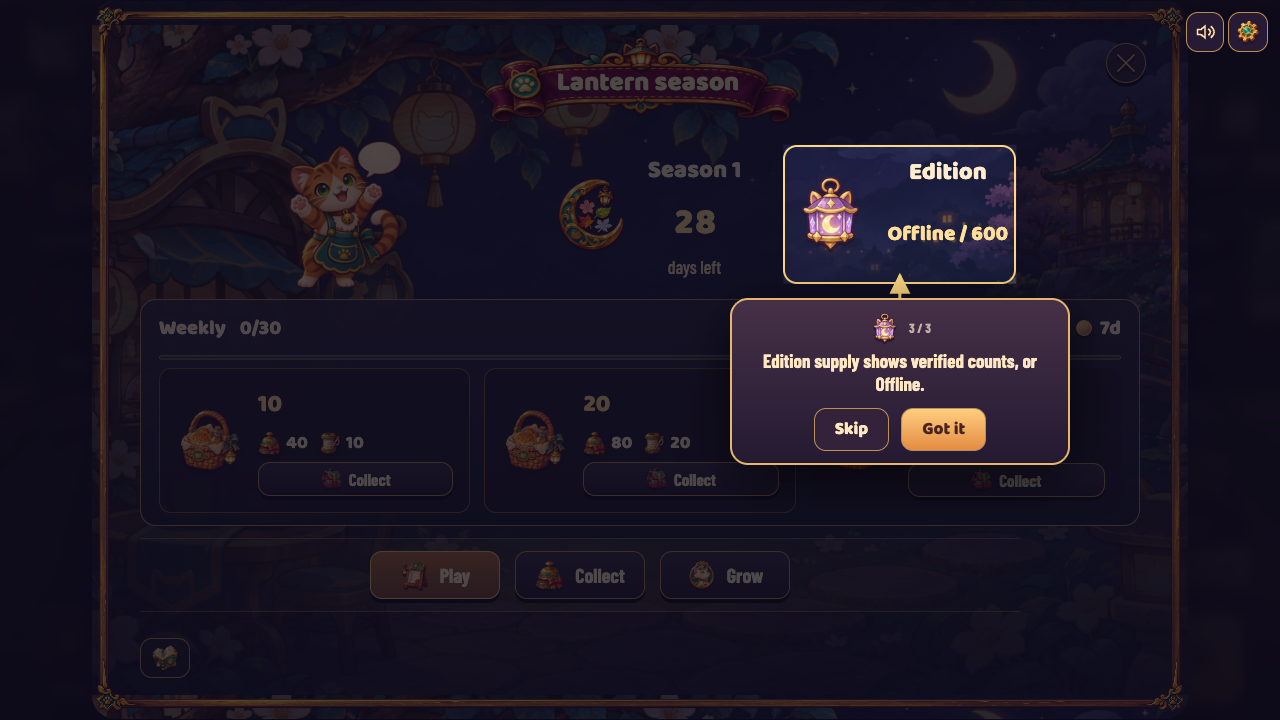 Lantern season
Season 1
28
days left
Edition
Offline / 600
Weekly 0/30
7d
3 / 3
Edition supply shows verified counts, or
Offline.
Skip
Got it
10
40 10
Collect
20
80 20
Collect
Collect
Play
Collect
Grow